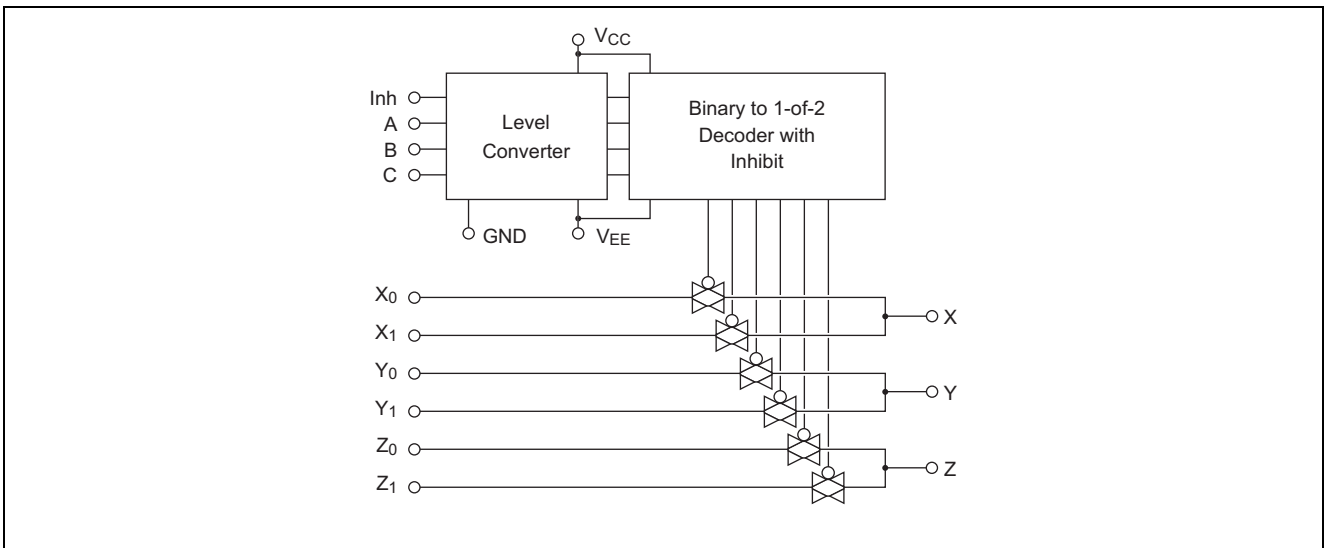 VCC
Inh
A
B
C
Level
Converter
Binary to 1-of-2
Decoder with
Inhibit
GND
VEE
X0
X1
X
Y0
Y1
Y
Z0
Z1
Z